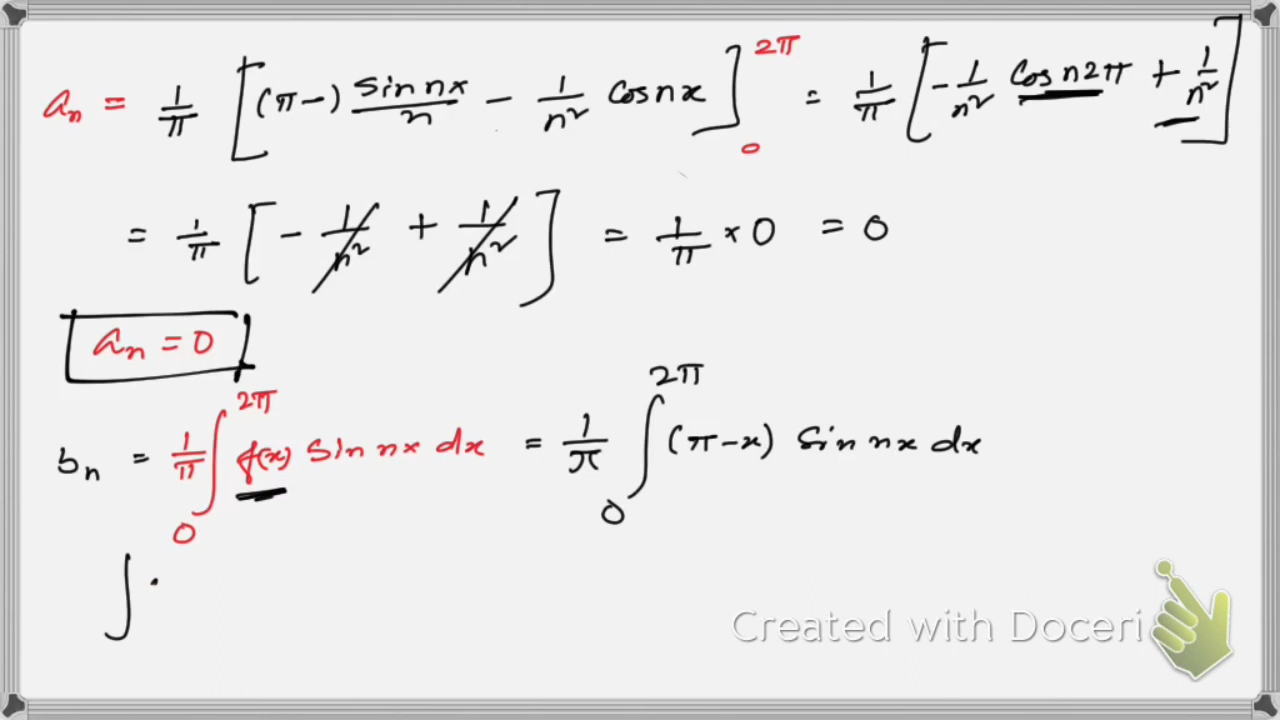 aₙ = 1/π [(π-) Sin nx/n - 1/n² Cos nx]₀^2π = 1/π [-1/n² Cos n2π + 1/n²]
= 1/π [-1/n² + 1/n²] = 1/π × 0 = 0
aₙ = 0
bₙ = 1/π ∫₀^2π f(x) Sin nx dx = 1/π ∫₀^2π (π-x) Sin nx dx
∫
Created with Doceri